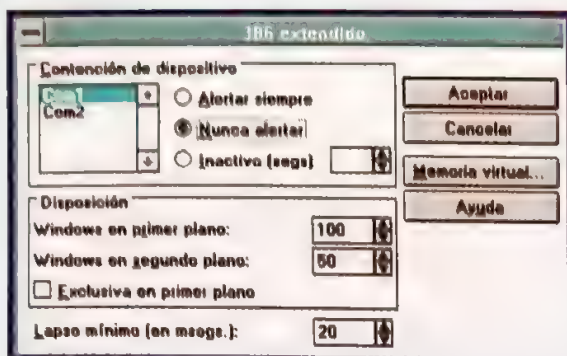 386 extendido
Contención de dispositivo
Com1
Com2
Alertar siempre
Nunca alertar
Inactivo (segs)
Aceptar
Cancelar
Memoria virtual...
Ayuda
Disposición
Windows en primer plano: 100
Windows en segundo plano: 50
Exclusiva en primer plano
Lapso mínimo (en msegs.): 20